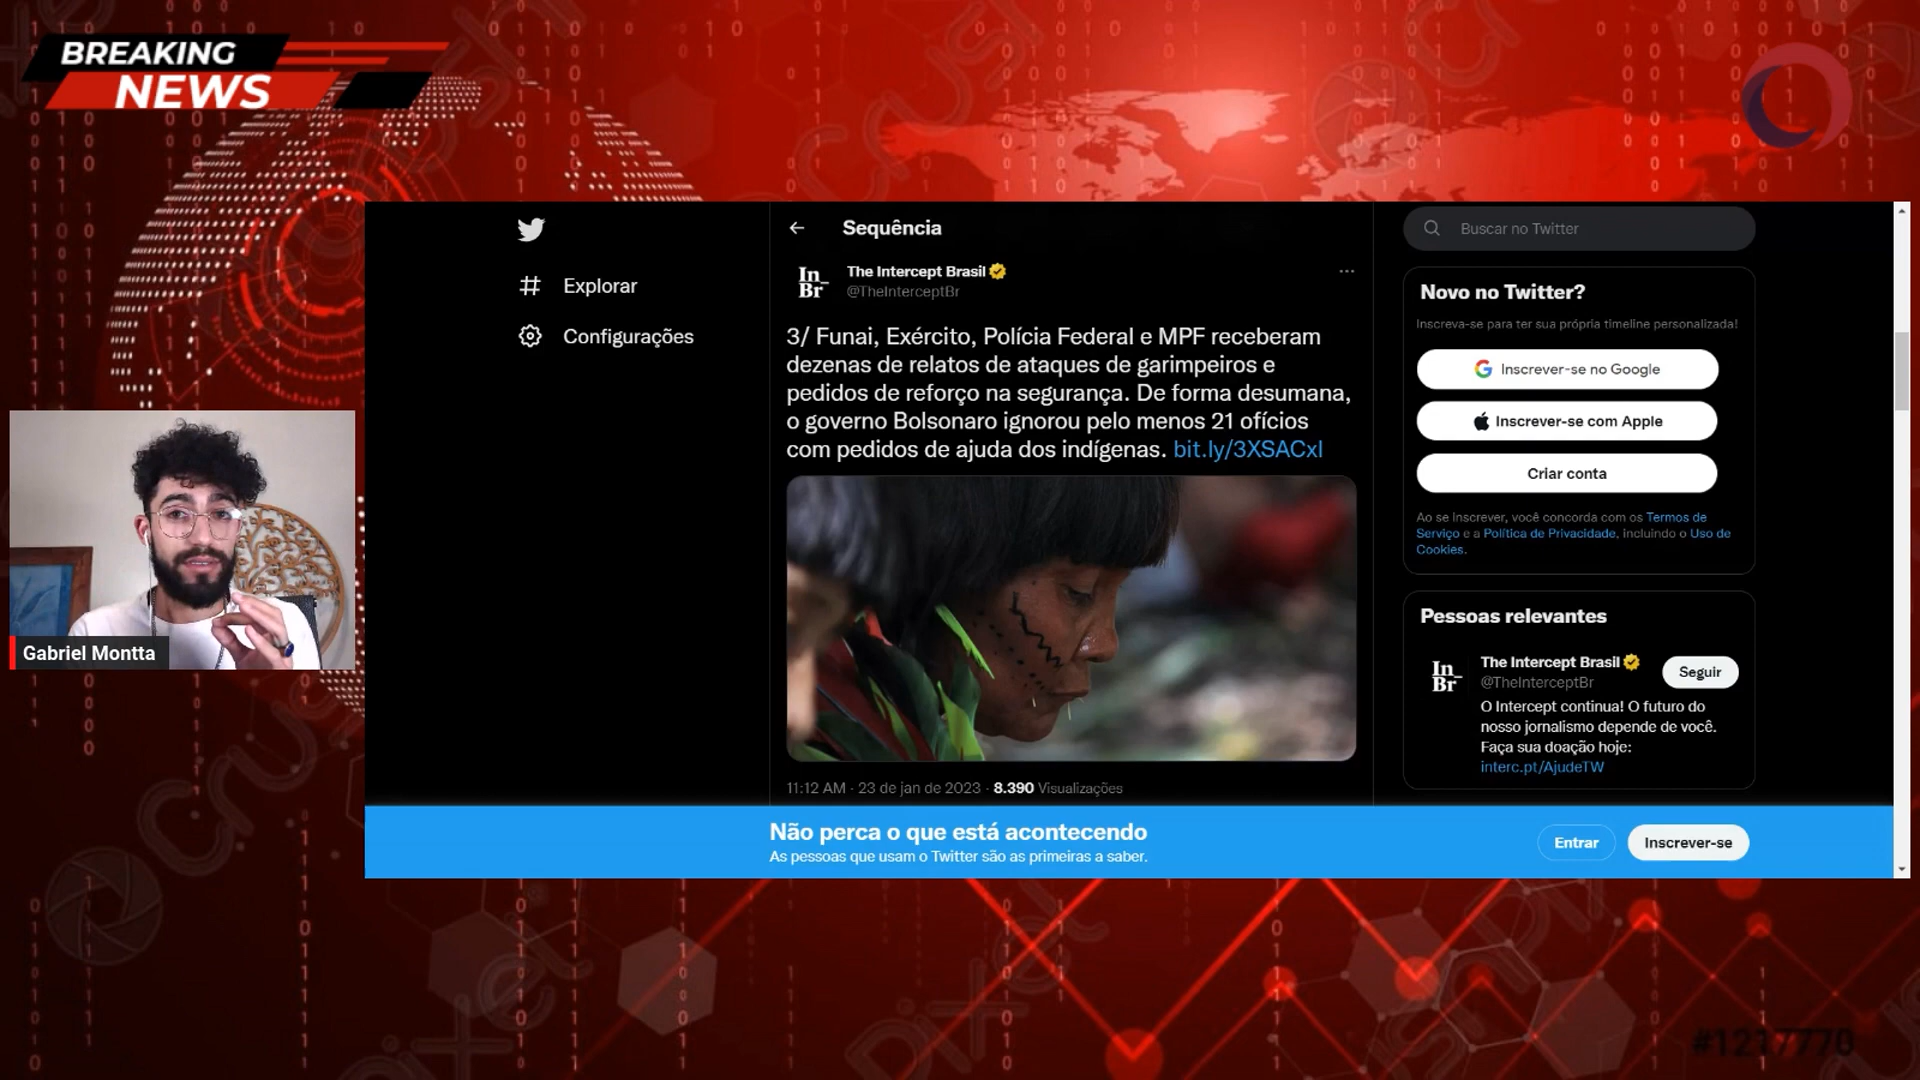 BREAKING
NEWS
Sequência
Buscar no Twitter
The Intercept Brasil
@TheInterceptBr
Explorar
Configurações
3/ Funai, Exército, Polícia Federal e MPF receberam
dezenas de relatos de ataques de garimpeiros e
pedidos de reforço na segurança. De forma desumana,
o governo Bolsonaro ignorou pelo menos 21 ofícios
com pedidos de ajuda dos indígenas. bit.ly/3XSACxI
11:12 AM · 23 de jan de 2023 · 8.390 Visualizações
Novo no Twitter?
Inscreva-se para ter sua própria timeline personalizada!
Inscrever-se no Google
Inscrever-se com Apple
Criar conta
Ao se inscrever, você concorda com os Termos de
Serviço e a Política de Privacidade, incluindo o Uso de
Cookies.
Pessoas relevantes
In
Br
The Intercept Brasil
@TheInterceptBr
Seguir
O Intercept continua! O futuro do
nosso jornalismo depende de você.
Faça sua doação hoje:
interc.pt/AjudeTW
Gabriel Montta
Não perca o que está acontecendo
As pessoas que usam o Twitter são as primeiras a saber.
Entrar
Inscrever-se
#1217770